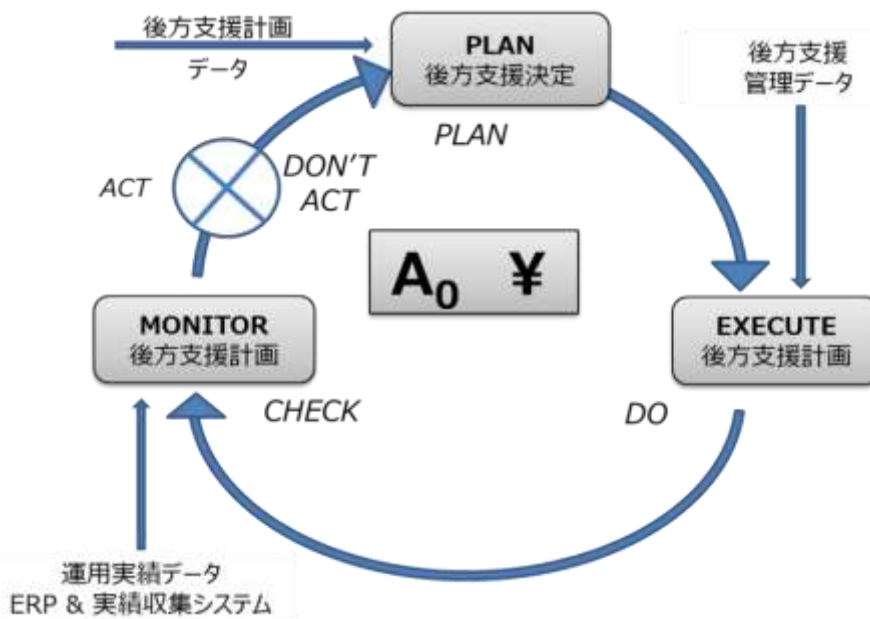 後方支援計画
データ
PLAN
後方支援決定
後方支援
管理データ
PLAN
ACT
DON'T
ACT
A₀ ¥
MONITOR
後方支援計画
EXECUTE
後方支援計画
CHECK
DO
運用実績データ
ERP & 実績収集システム